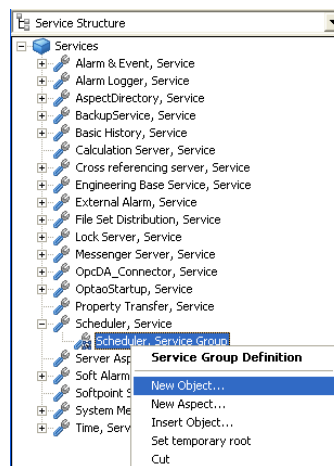 Service Structure
Services
Alarm & Event, Service
Alarm Logger, Service
AspectDirectory, Service
BackupService, Service
Basic History, Service
Calculation Server, Service
Cross referencing server, Service
Engineering Base Service, Service
External Alarm, Service
File Set Distribution, Service
Lock Server, Service
Messenger Server, Service
OpcDA_Connector, Service
OptaoStartup, Service
Property Transfer, Service
Scheduler, Service
Scheduler, Service Group
Server Asp
Soft Alarm
Softpoint S
System Me
Time, Serv
Service Group Definition
New Object...
New Aspect...
Insert Object...
Set temporary root
Cut